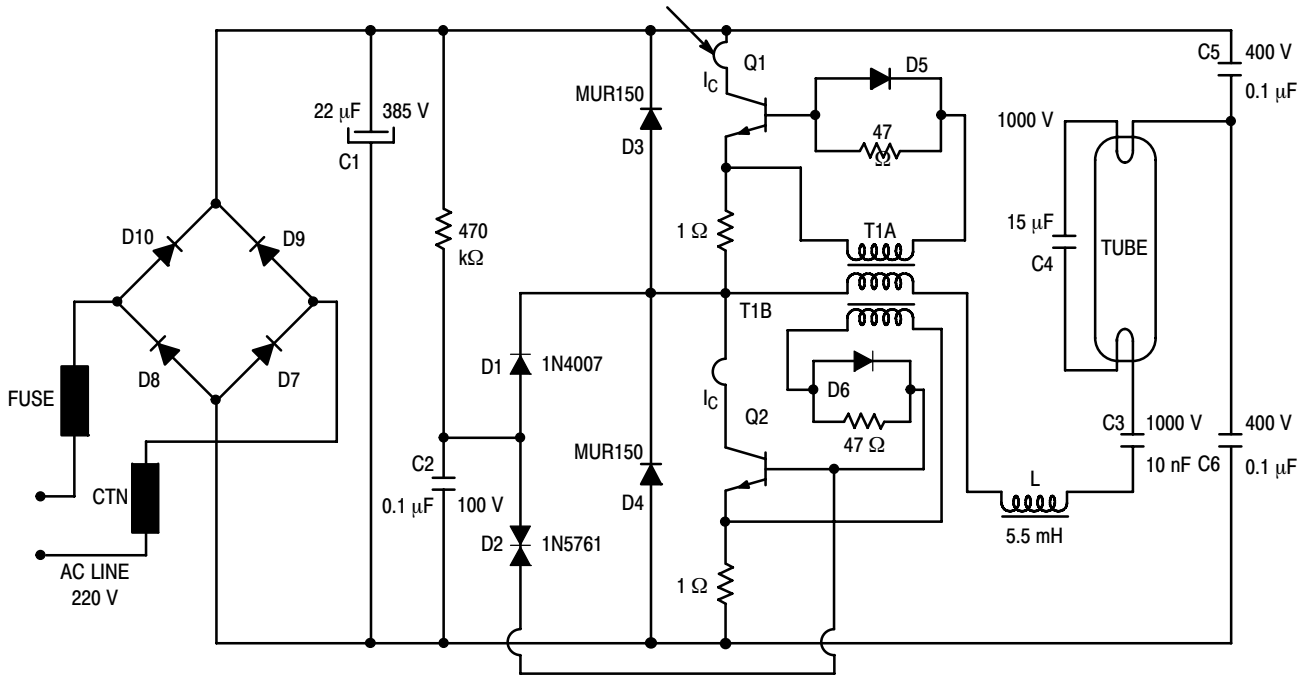 C5
400 V
0.1 µF
Q1
D5
IC
MUR150
22 µF
385 V
C1
D3
47
Ω
1000 V
D10
D9
470
kΩ
1 Ω
T1A
15 µF
C4
TUBE
T1B
D8
D7
D1
1N4007
D6
FUSE
IC
Q2
47 Ω
C3
1000 V
10 nF
400 V
C6
0.1 µF
C2
0.1 µF
100 V
MUR150
D4
CTN
L
5.5 mH
D2
1N5761
AC LINE
220 V
1 Ω